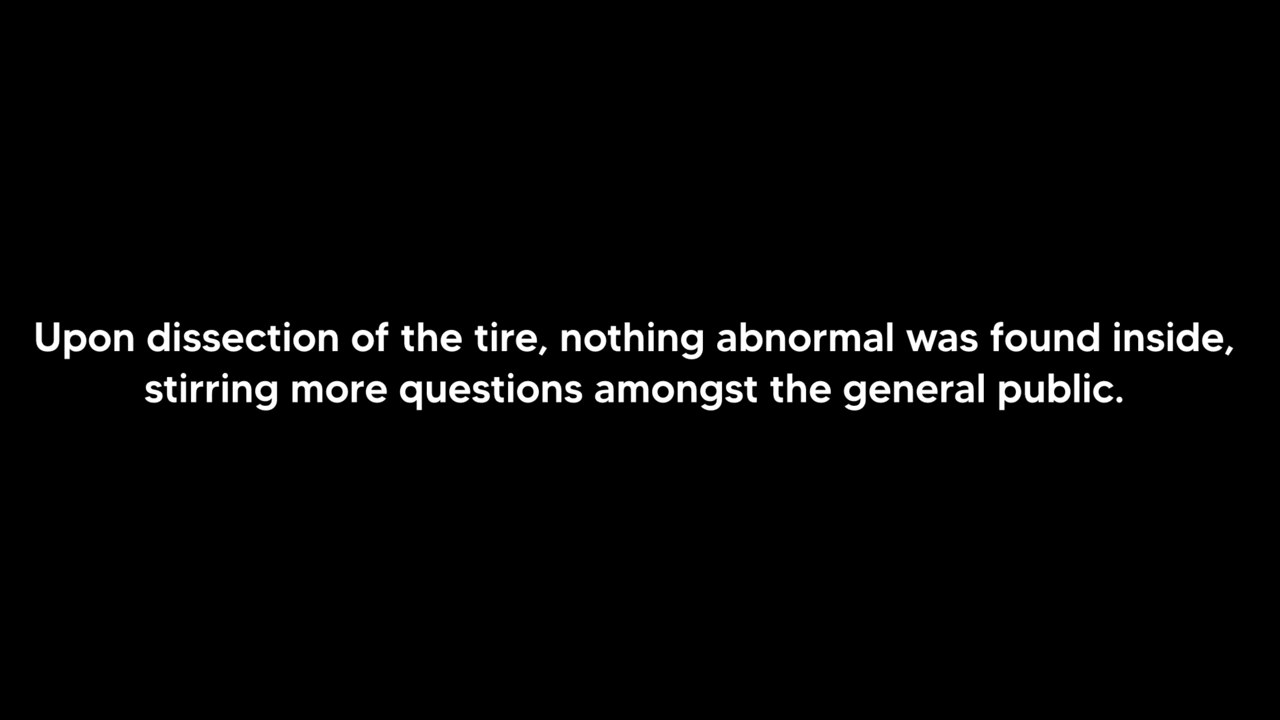 Upon dissection of the tire, nothing abnormal was found inside,
stirring more questions amongst the general public.